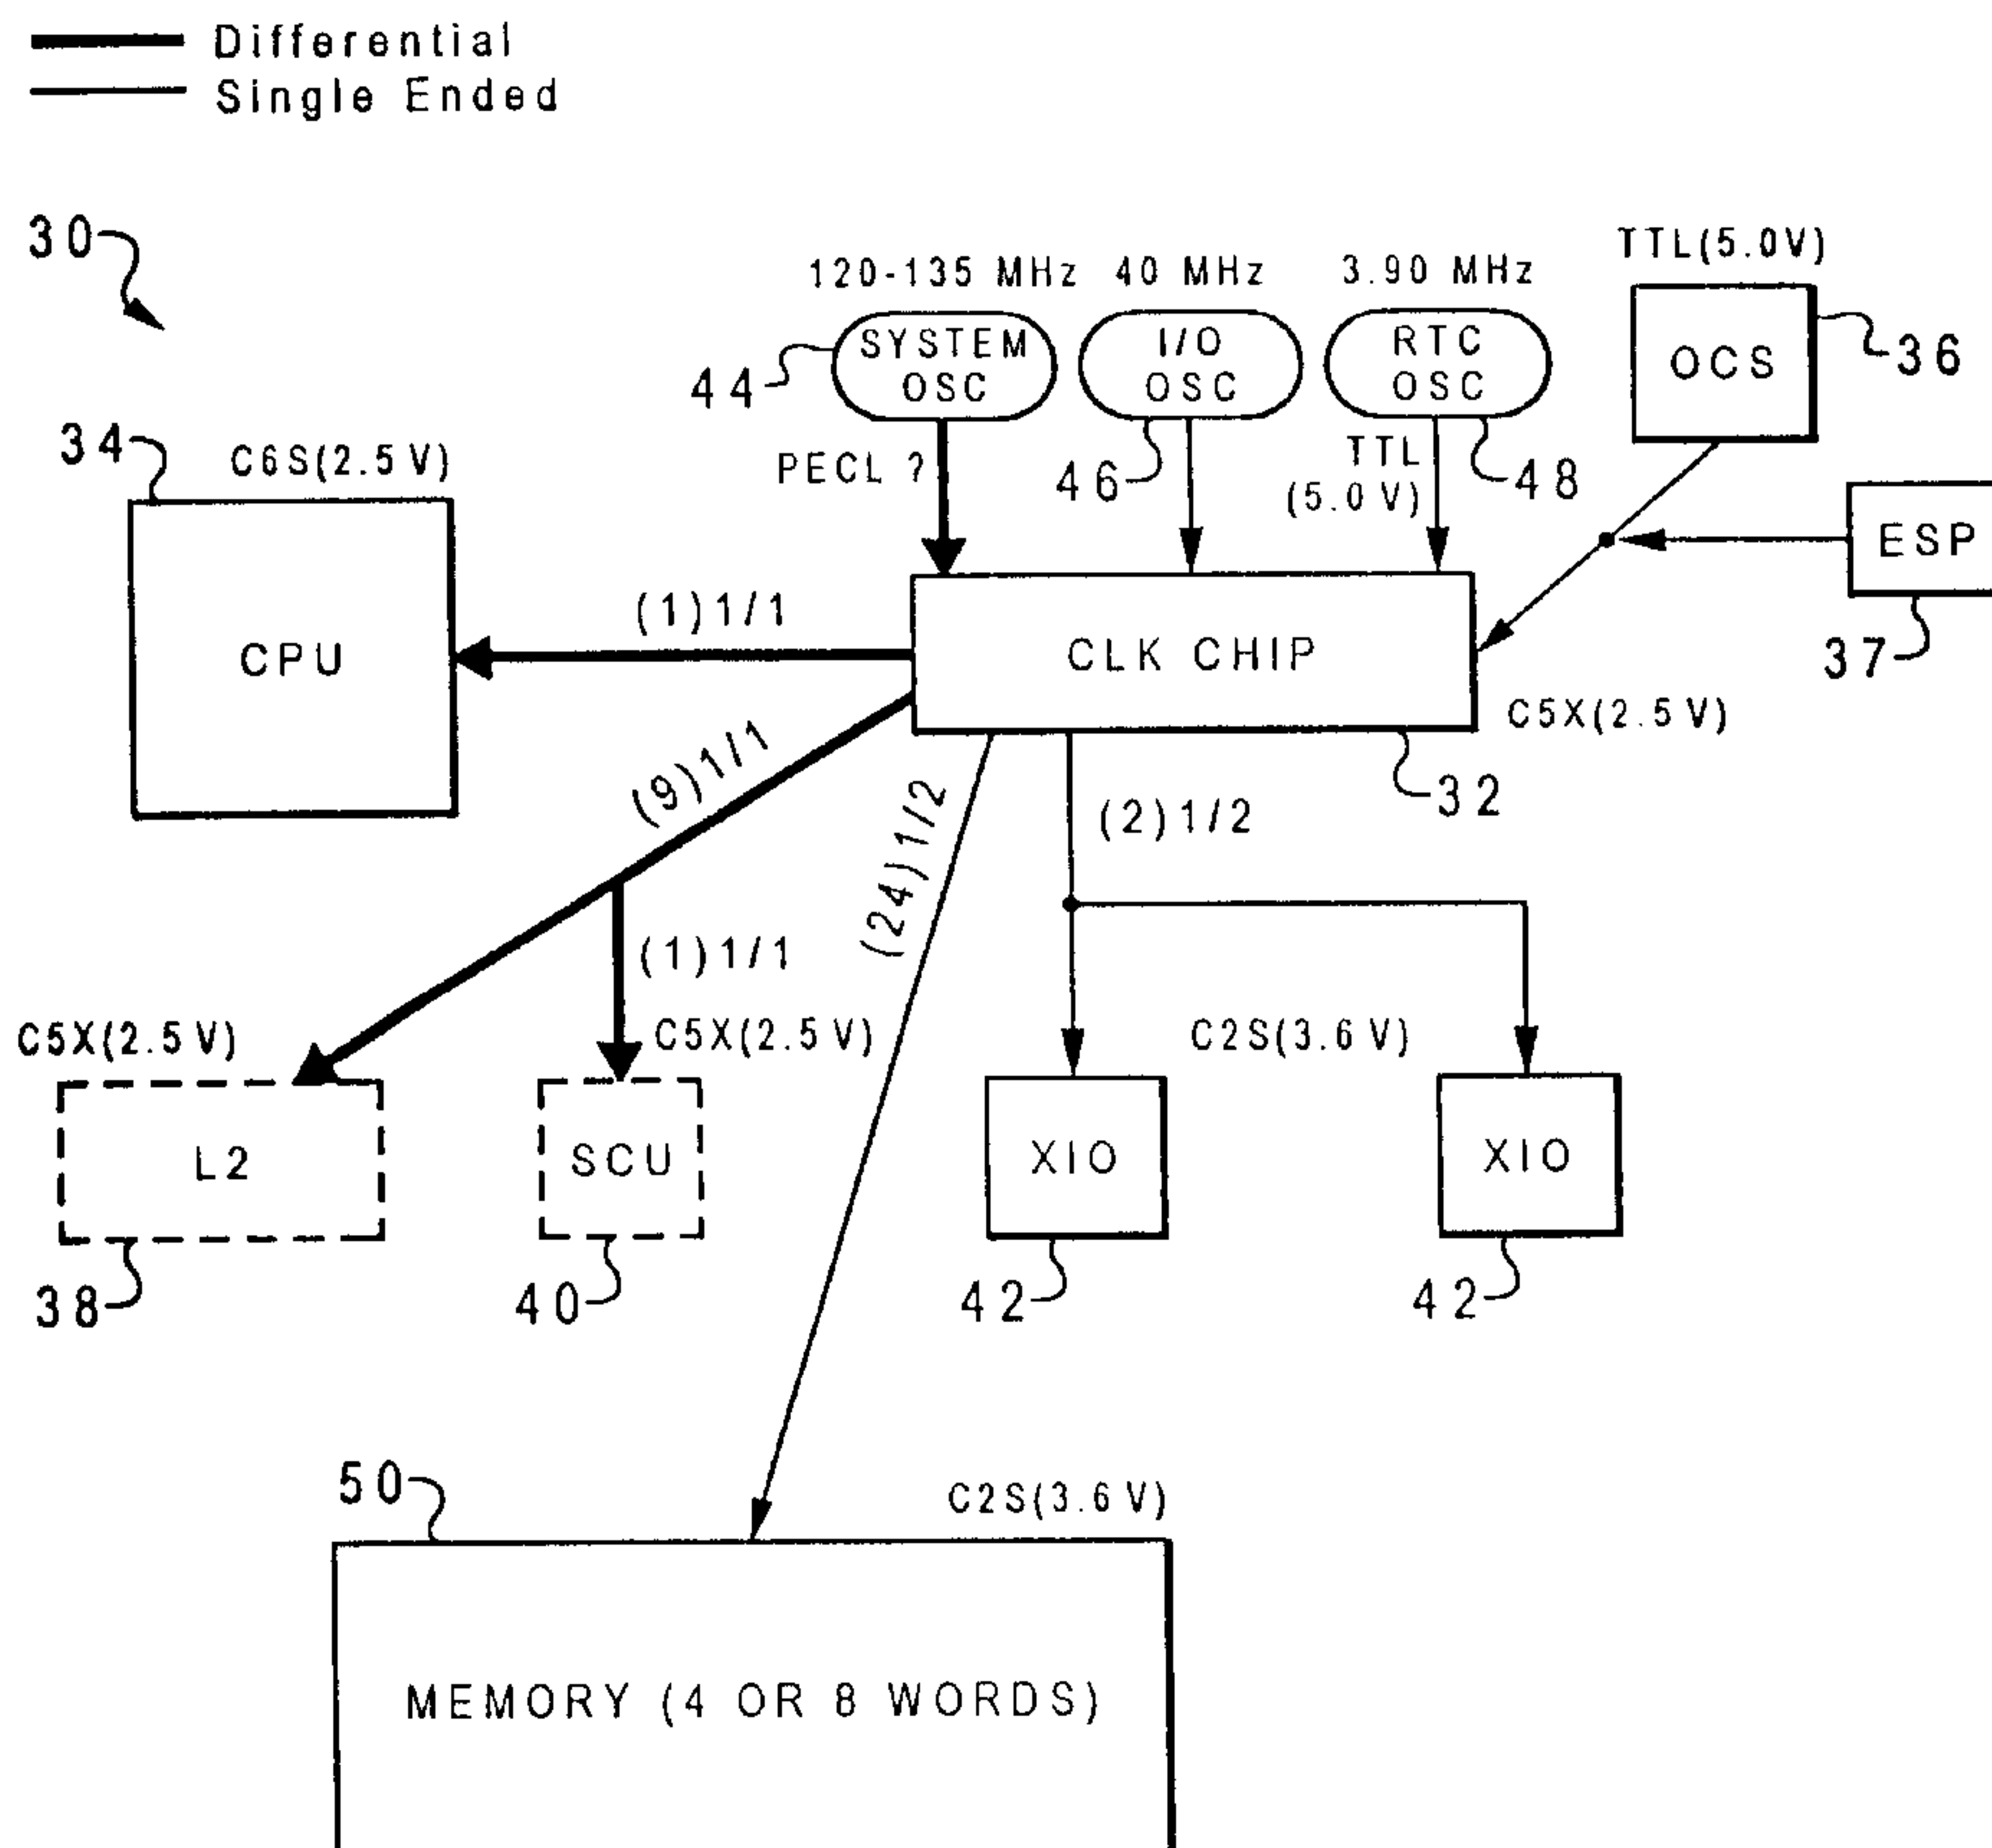 Differential
Single Ended
30
120-135 MHz
40 MHz
3.90 MHz
TTL(5.0V)
SYSTEM
OSC
I/O
OSC
RTC
OSC
OCS
36
44
34
C6S(2.5 V)
PECL ?
46
TTL
(5.0 V)
48
ESP
37
CPU
(1)1/1
CLK CHIP
C5X(2.5 V)
32
(9)1/1
(24)1/2
(2)1/2
(1)1/1
C5X(2.5 V)
C5X(2.5 V)
C2S(3.6 V)
L2
SCU
XIO
XIO
38
40
42
42
50
C2S(3.6 V)
MEMORY (4 OR 8 WORDS)